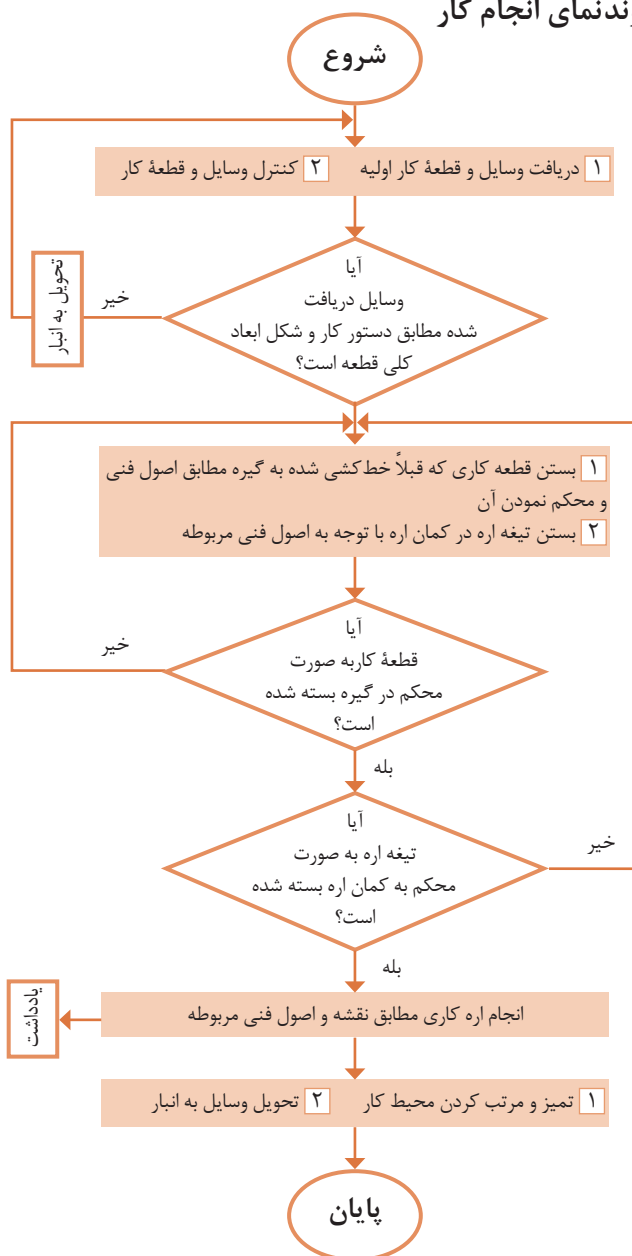 روندنمای انجام کار
شروع
۱ دریافت وسایل و قطعهٔ کار اولیه ۲ کنترل وسایل و قطعهٔ کار
آیا
وسایل دریافت
شده مطابق دستور کار و شکل ابعاد
کلی قطعه است؟
خیر
تحویل به انبار
۱ بستن قطعه کاری که قبلاً خط‌کشی شده به گیره مطابق اصول فنی
و محکم نمودن آن
۲ بستن تیغه اره در کمان اره با توجه به اصول فنی مربوطه
آیا
قطعهٔ کاربه صورت
محکم در گیره بسته شده
است؟
خیر
بله
آیا
تیغه اره به صورت
محکم به کمان اره بسته شده
است؟
خیر
بله
انجام اره کاری مطابق نقشه و اصول فنی مربوطه
یادداشت
۱ تمیز و مرتب کردن محیط کار ۲ تحویل وسایل به انبار
پایان